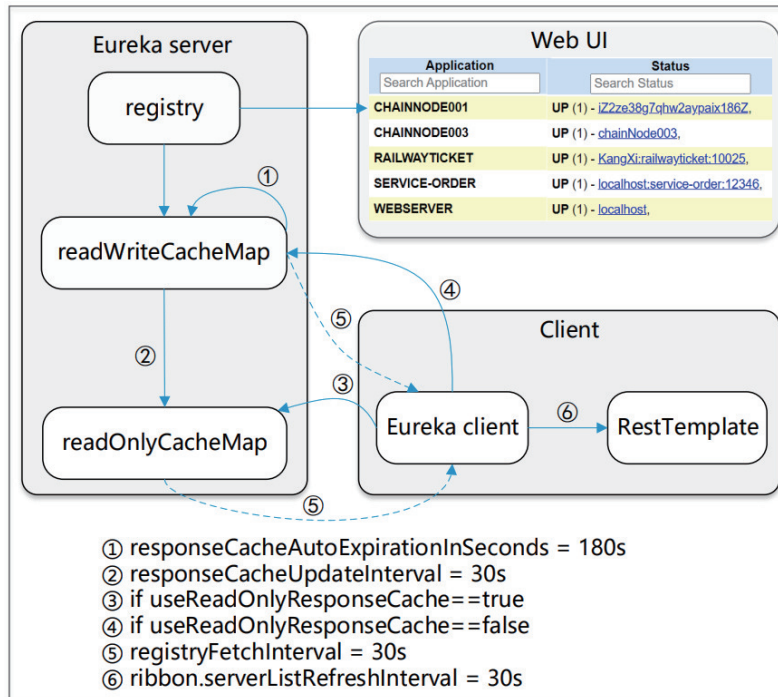 Eureka server
registry
①
readWriteCacheMap
②
readOnlyCacheMap
⑤
Web UI
Application Status
Search Application Search Status
CHAINNODE001 UP (1) - iZ2ze38g7qhw2aypaix186Z,
CHAINNODE003 UP (1) - chainNode003,
RAILWAYTICKET UP (1) - KangXi:railwayticket:10025,
SERVICE-ORDER UP (1) - localhost:service-order:12346,
WEBSERVER UP (1) - localhost,
④
⑤
③
Client
Eureka client
⑥
RestTemplate
① responseCacheAutoExpirationInSeconds = 180s
② responseCacheUpdateInterval = 30s
③ if useReadOnlyResponseCache==true
④ if useReadOnlyResponseCache==false
⑤ registryFetchInterval = 30s
⑥ ribbon.serverListRefreshInterval = 30s